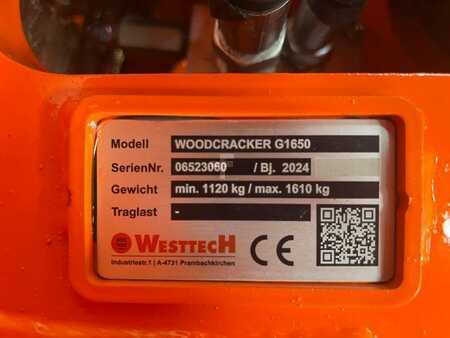 Modell WOODCRACKER G1650
SerienNr. 06523060 / Bj. 2024
Gewicht min. 1120 kg / max. 1610 kg
Traglast -
WESTTECH CE
Industriestr.1 | A-4731 Prambachkirchen